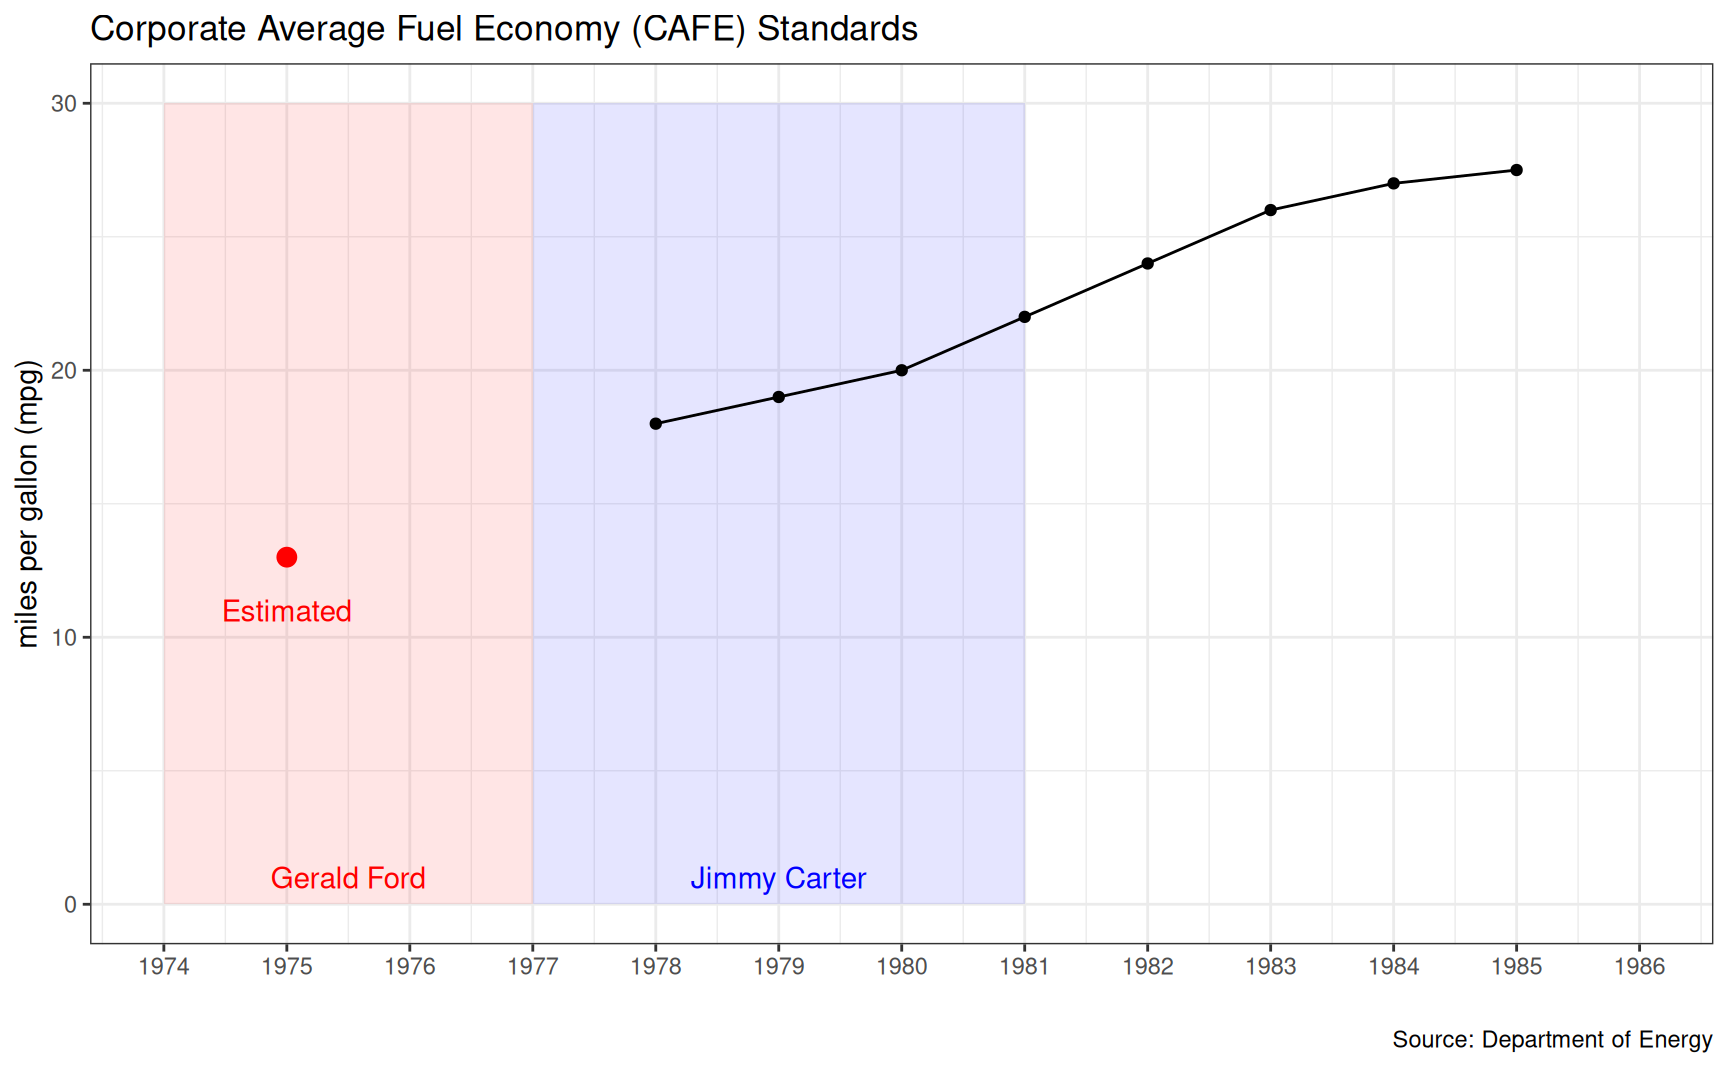 Corporate Average Fuel Economy (CAFE) Standards
miles per gallon (mpg)
30
20
10
0
Estimated
Gerald Ford
Jimmy Carter
1974 1975 1976 1977 1978 1979 1980 1981 1982 1983 1984 1985 1986
Source: Department of Energy